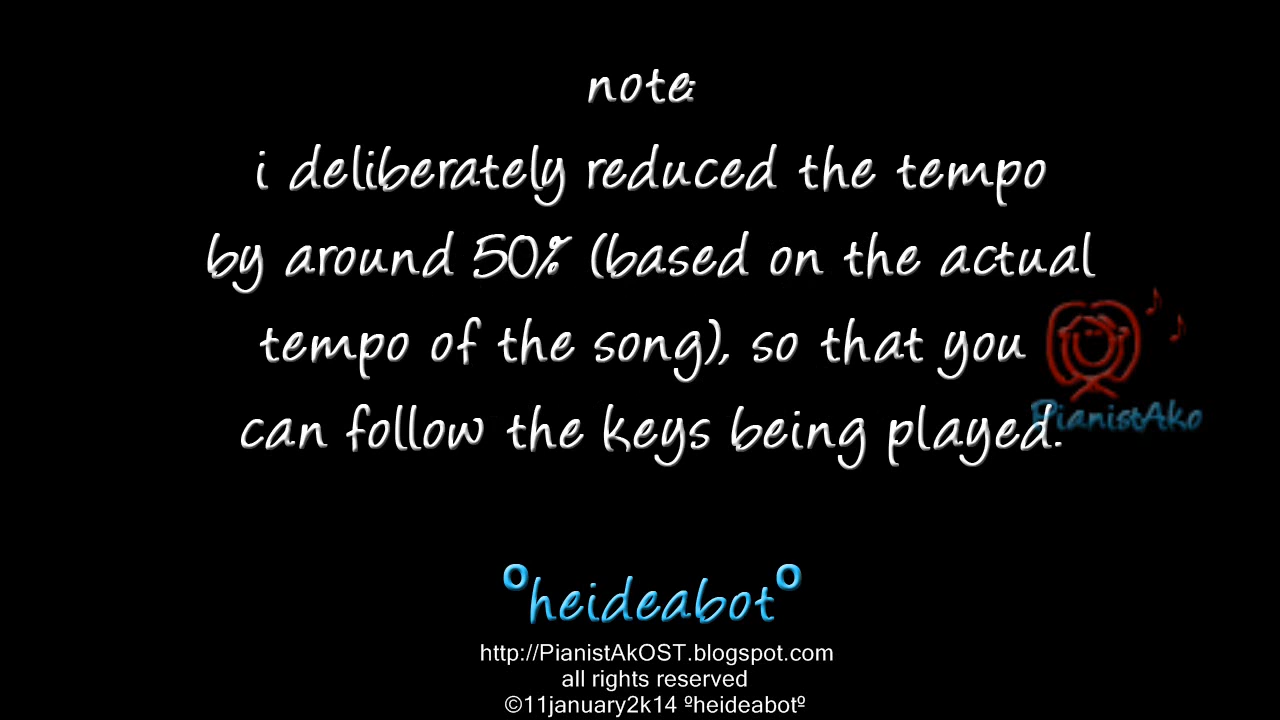 note:
i deliberately reduced the tempo
by around 50% (based on the actual
tempo of the song), so that you
can follow the keys being played.
PianistAko
ºheideabotº
http://PianistAkOST.blogspot.com
all rights reserved
©11january2k14 ºheideabotº